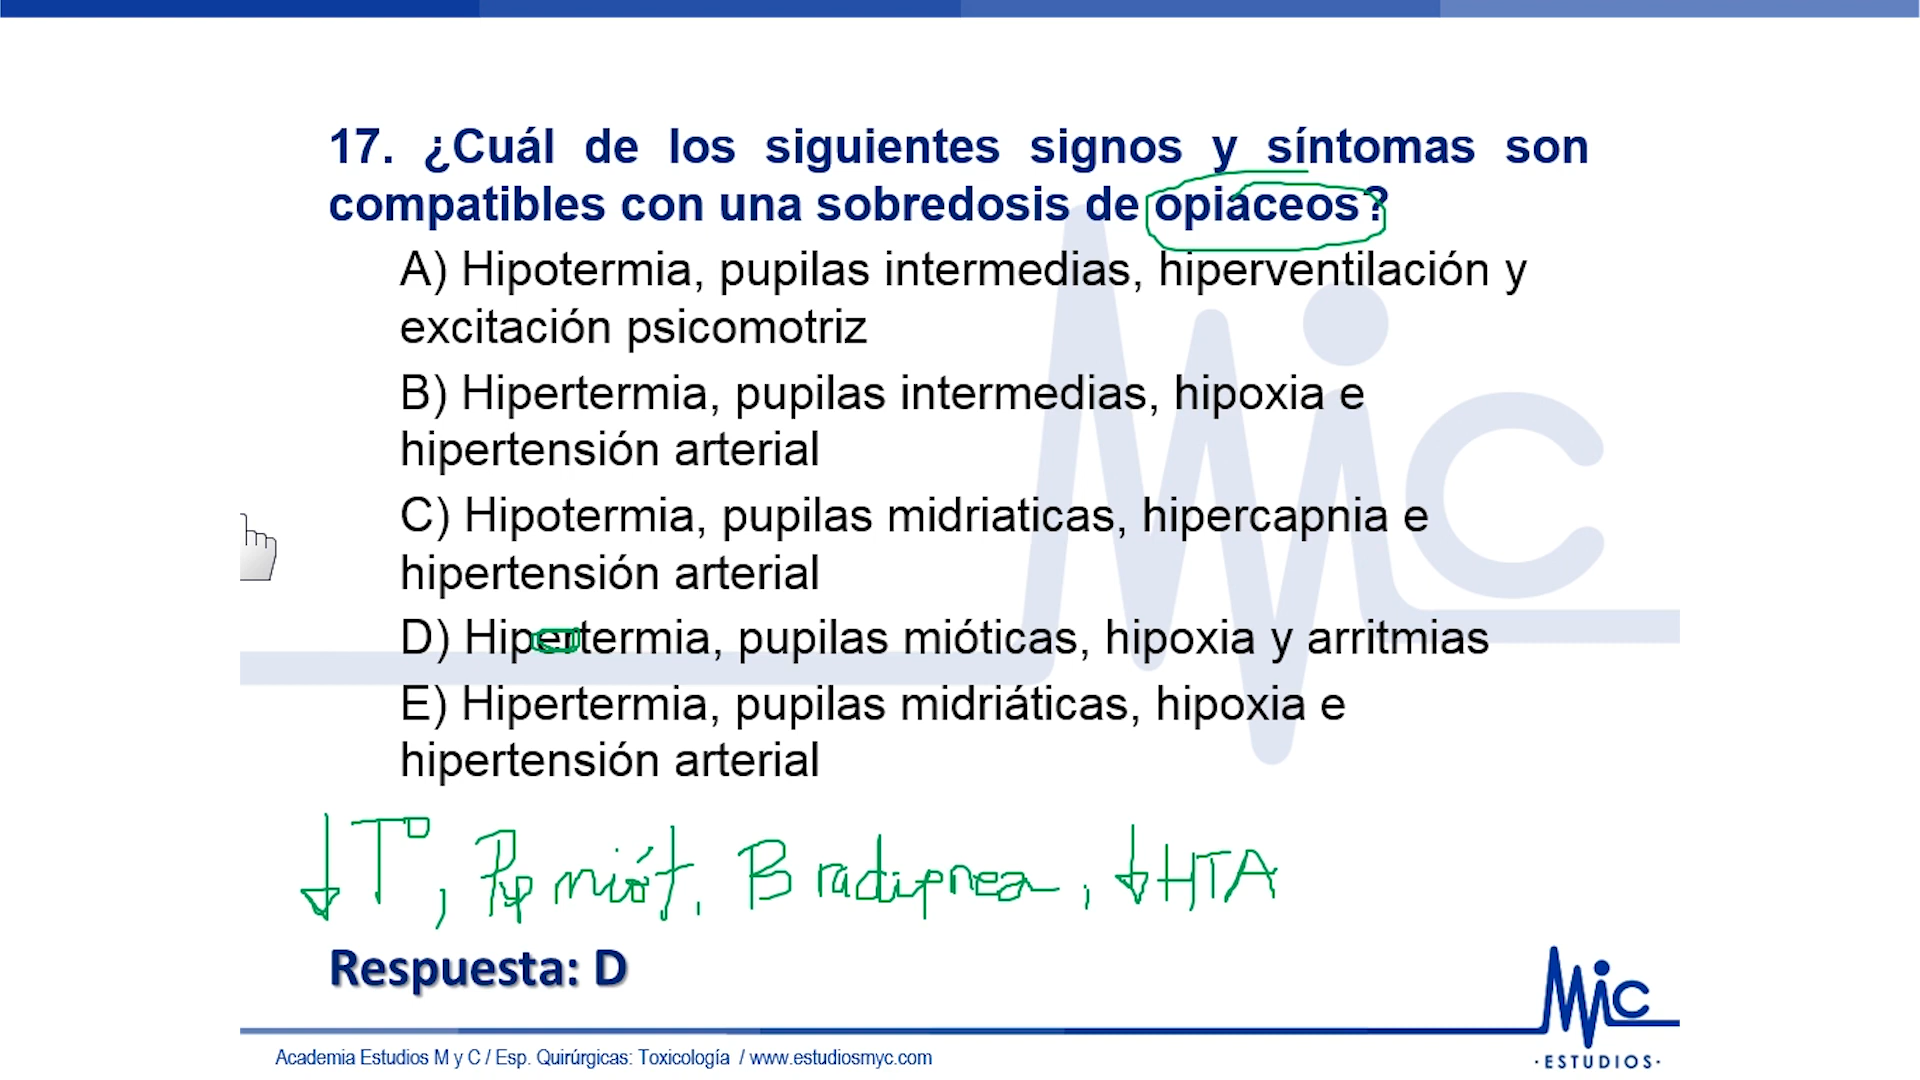 17. ¿Cuál de los siguientes signos y síntomas son
compatibles con una sobredosis de opiáceos?
A) Hipotermia, pupilas intermedias, hiperventilación y
excitación psicomotriz
B) Hipertermia, pupilas intermedias, hipoxia e
hipertensión arterial
C) Hipotermia, pupilas midriaticas, hipercapnia e
hipertensión arterial
D) Hipertermia, pupilas mióticas, hipoxia y arritmias
E) Hipertermia, pupilas midriáticas, hipoxia e
hipertensión arterial
↓T°, Pup miót. Bradipnea, ↓HTA
Respuesta: D
Academia Estudios M y C / Esp. Quirúrgicas: Toxicología / www.estudiosmyc.com
MiC
·ESTUDIOS·